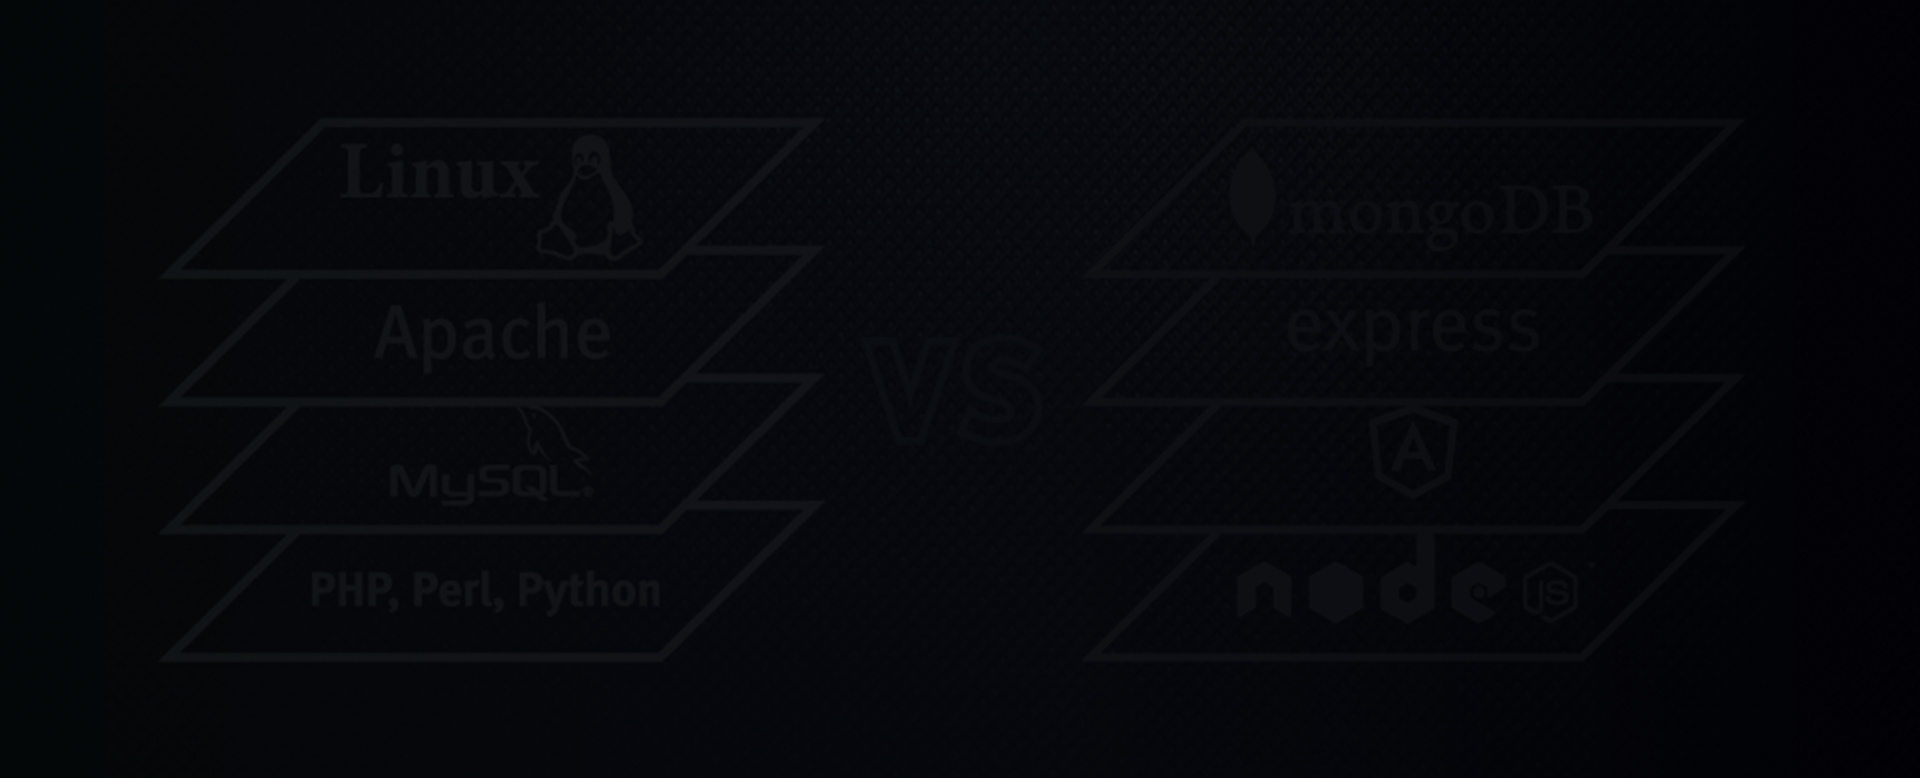 Linux
Apache
MySQL.
PHP, Perl, Python
VS
mongoDB
express
A
node JS